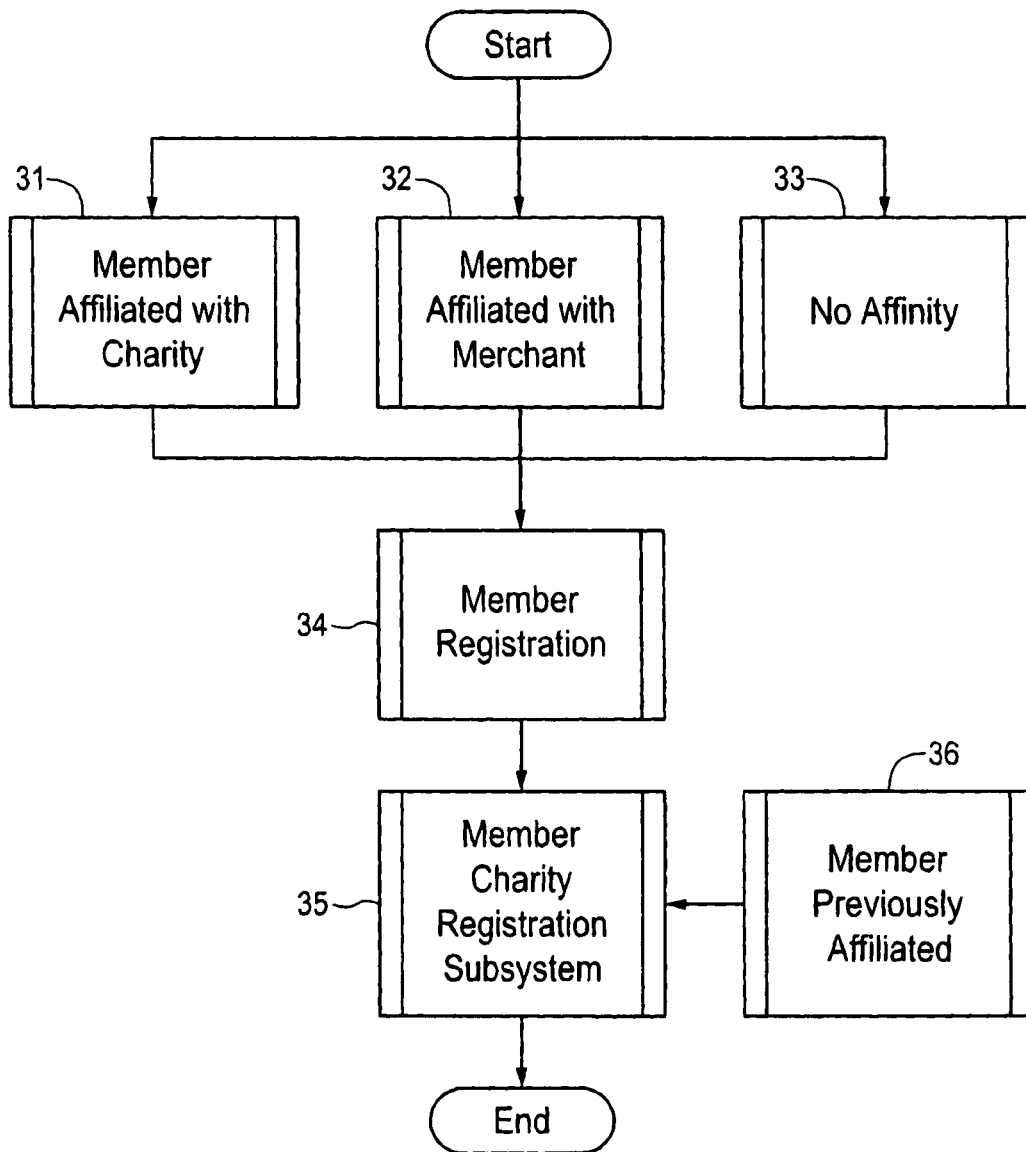 Start
31
32
33
Member
Affiliated with
Charity
Member
Affiliated with
Merchant
No Affinity
34
Member
Registration
36
35
Member
Charity
Registration
Subsystem
Member
Previously
Affiliated
End